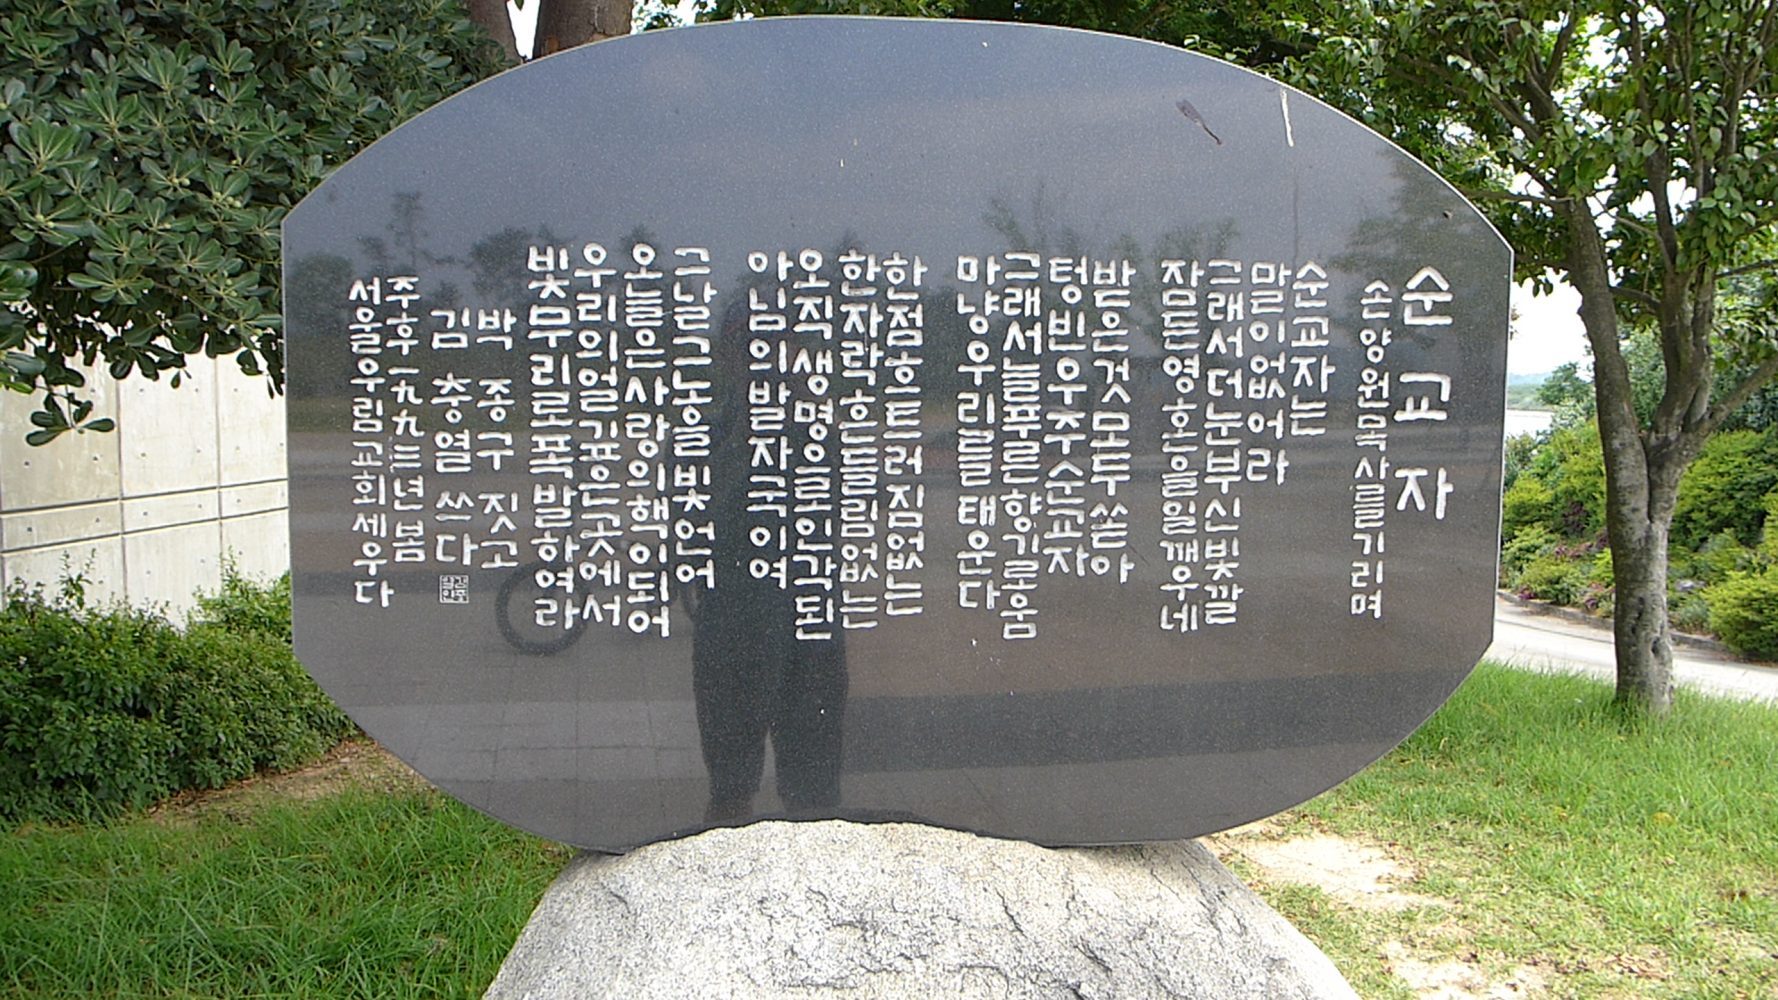 순교자
손양원목사를기리며
순교자는
말이없어라
그래서더눈부신빛깔
잠든영혼을일깨우네
받은것모두쏟아
텅빈우주순교자
그래서늘푸른향기로움
마냥우리를태운다
한점흐트러짐없는
한자락흔들림없는
오직생명으로인각된
아님의발자국이여
그날그노을빛언어
오늘은사랑의핵이되어
우리의얼깊은곳에서
빛무리로폭발하여라
박종구짓고
김충열쓰다
주후一九九三년봄
서울우림교회세우다